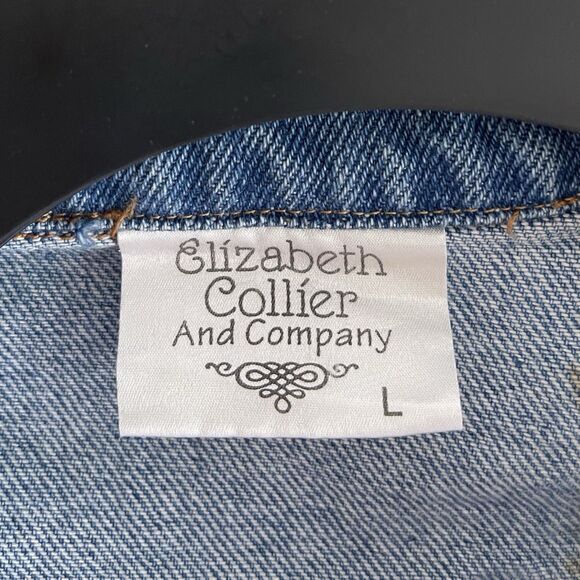 Elizabeth
Collier
And Company
L